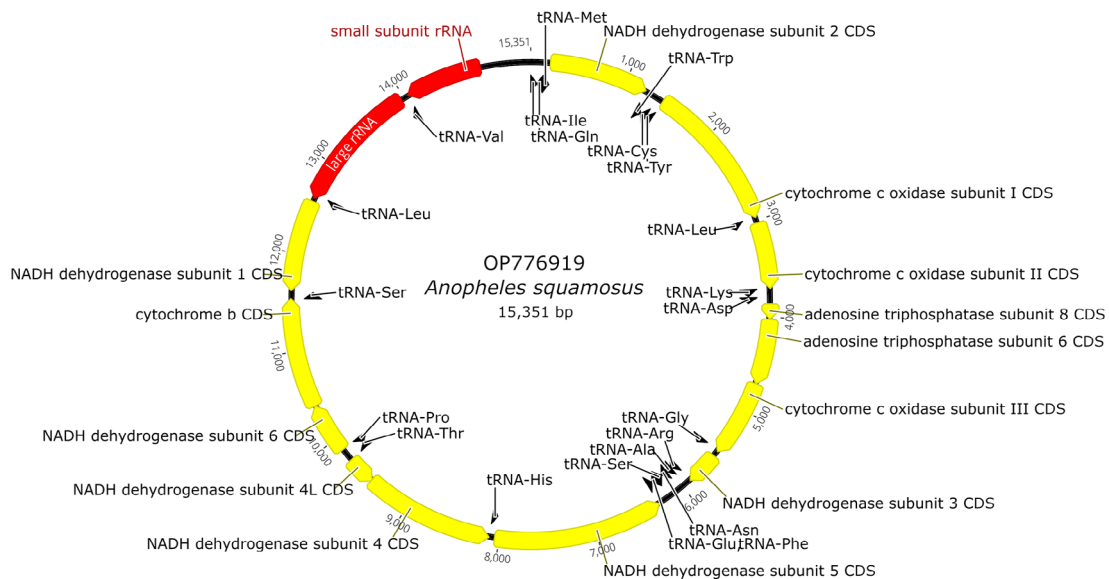 tRNA-Met
small subunit rRNA
15,351
NADH dehydrogenase subunit 2 CDS
1,000
tRNA-Trp
14,000
tRNA-Ile
tRNA-Val
tRNA-Gln
2,000
tRNA-Cys
large rRNA
13,000
tRNA-Tyr
cytochrome c oxidase subunit I CDS
tRNA-Leu
3,000
tRNA-Leu
12,000
OP776919
NADH dehydrogenase subunit 1 CDS
cytochrome c oxidase subunit II CDS
Anopheles squamosus
tRNA-Ser
tRNA-Lys
tRNA-Asp
15,351 bp
cytochrome b CDS
adenosine triphosphatase subunit 8 CDS
4,000
adenosine triphosphatase subunit 6 CDS
11,000
cytochrome c oxidase subunit III CDS
5,000
tRNA-Pro
tRNA-Gly
tRNA-Thr
tRNA-Arg
NADH dehydrogenase subunit 6 CDS
10,000
tRNA-Ala
tRNA-Ser
tRNA-His
NADH dehydrogenase subunit 4L CDS
6,000
NADH dehydrogenase subunit 3 CDS
9,000
tRNA-Asn
NADH dehydrogenase subunit 4 CDS
tRNA-Glu,tRNA-Phe
7,000
8,000
NADH dehydrogenase subunit 5 CDS